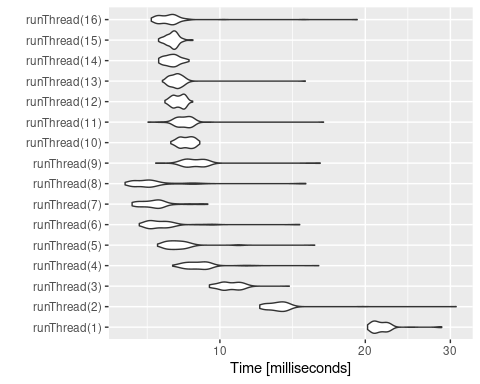 runThread(16)
runThread(15)
runThread(14)
runThread(13)
runThread(12)
runThread(11)
runThread(10)
runThread(9)
runThread(8)
runThread(7)
runThread(6)
runThread(5)
runThread(4)
runThread(3)
runThread(2)
runThread(1)
10 20 30
Time [milliseconds]